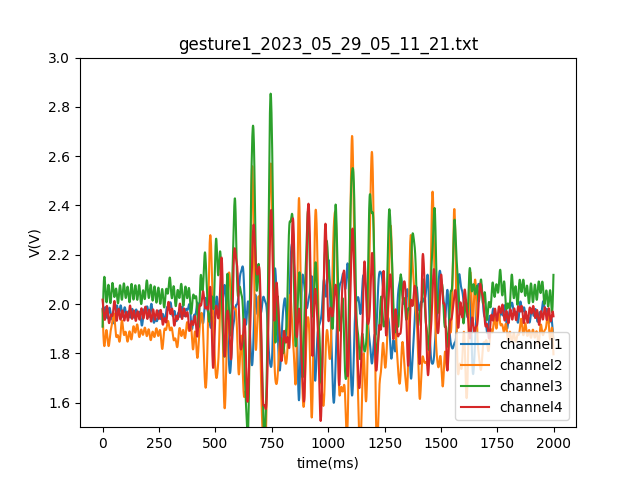 gesture1_2023_05_29_05_11_21.txt
3.0
2.8
2.6
2.4
2.2
2.0
1.8
1.6
V(V)
0 250 500 750 1000 1250 1500 1750 2000
time(ms)
channel1
channel2
channel3
channel4